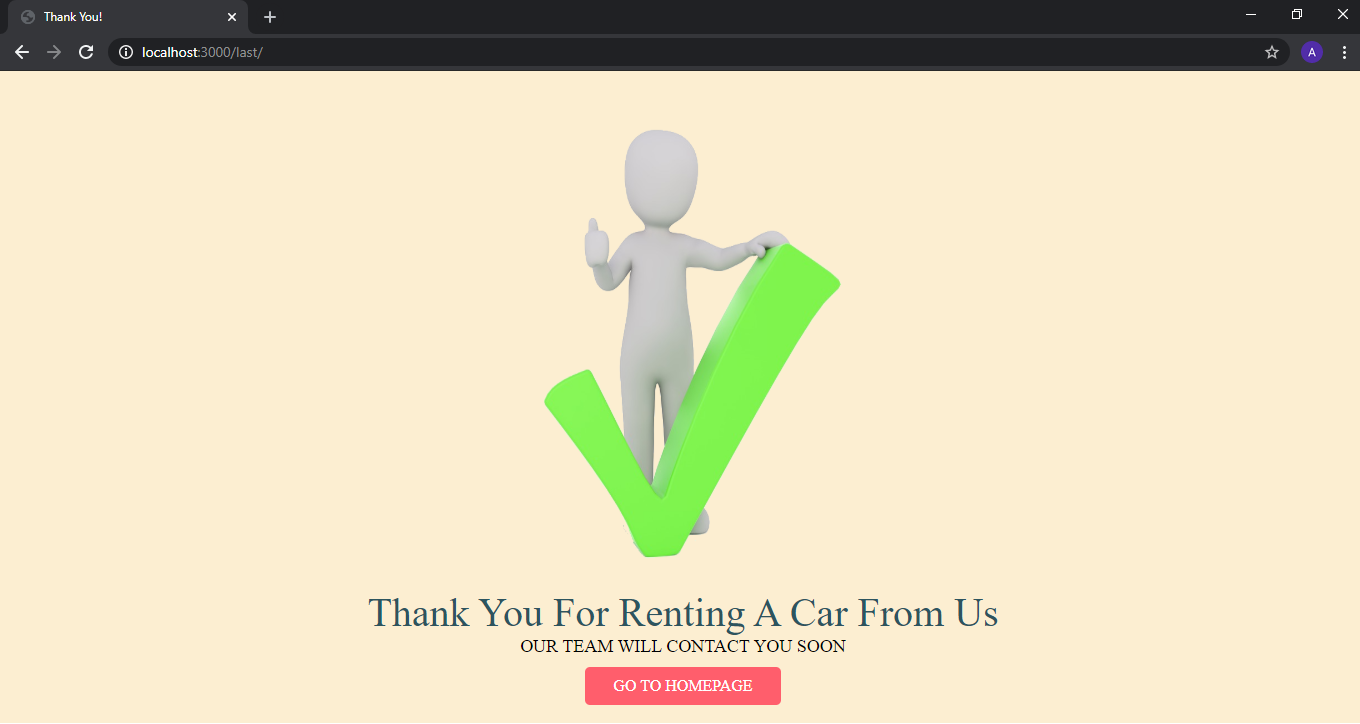 Thank You!
localhost:3000/last/
A
Thank You For Renting A Car From Us
OUR TEAM WILL CONTACT YOU SOON
GO TO HOMEPAGE